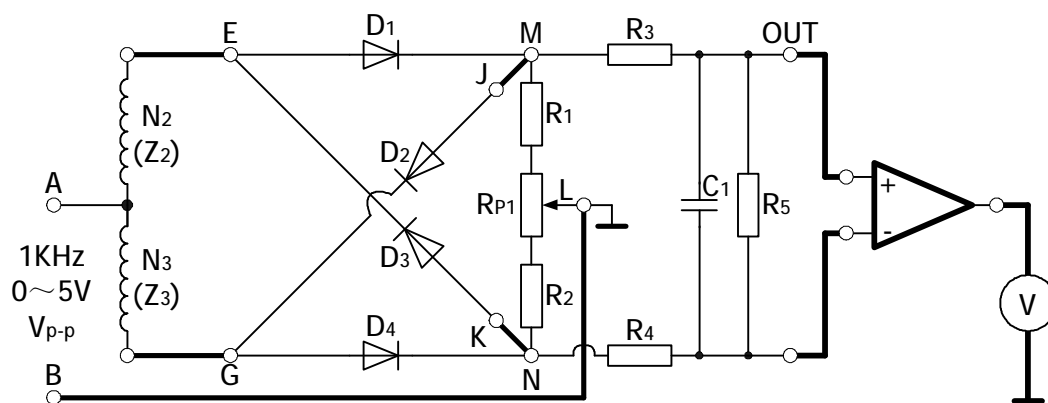 E
D1
M
R3
OUT
J
N2
(Z2)
R1
D2
A
RP1
L
C1
R5
+
-
1KHz
0～5V
Vp-p
N3
(Z3)
D3
R2
V
K
D4
R4
B
G
N